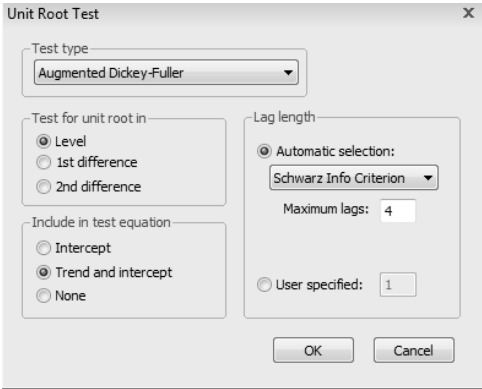 Unit Root Test
x
Test type
Augmented Dickey-Fuller
Test for unit root in
Level
1st difference
2nd difference
Include in test equation
Intercept
Trend and intercept
None
Lag length
Automatic selection:
Schwarz Info Criterion
Maximum lags: 4
User specified: 1
OK
Cancel